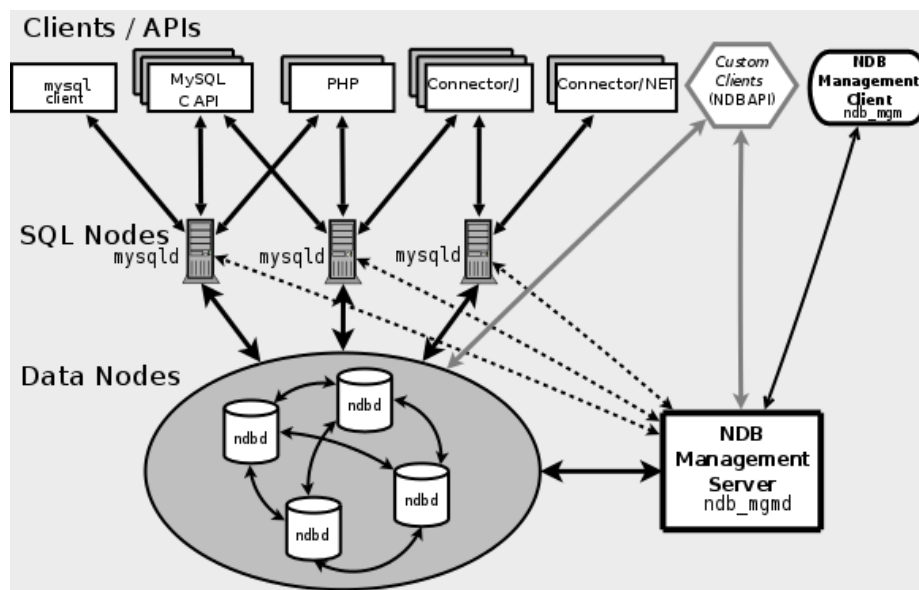 Clients / APIs
mysql
client
MySQL
C API
PHP
Connector/J
Connector/NET
Custom
Clients
(NDBAPI)
NDB
Management
Client
ndb_mgm
SQL Nodes
mysqld
mysqld
mysqld
Data Nodes
ndbd
ndbd
ndbd
ndbd
NDB
Management
Server
ndb_mgmd